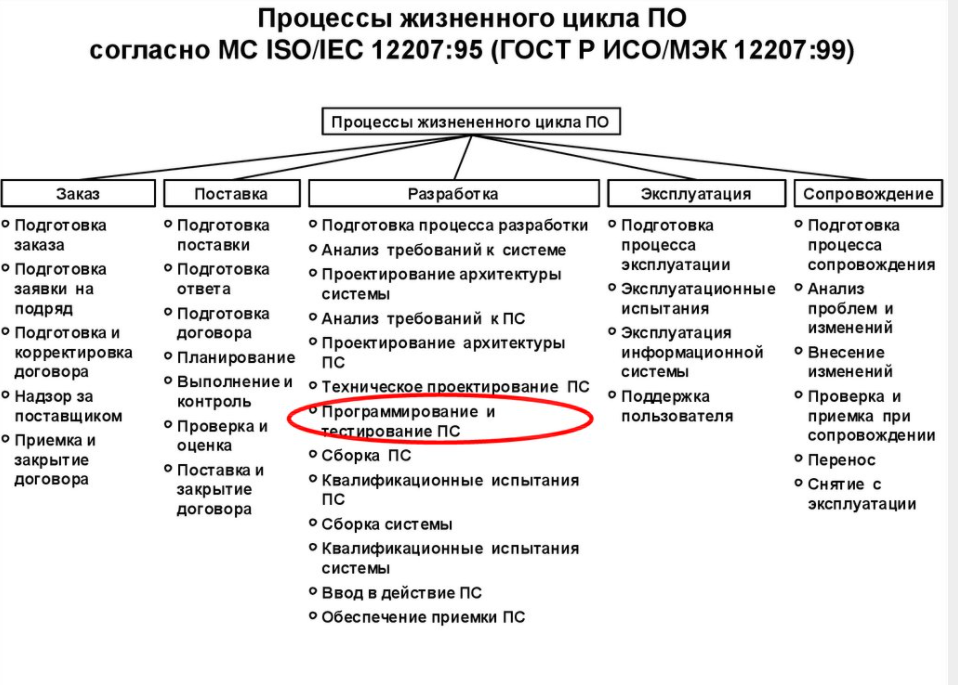 Процессы жизненного цикла ПО
согласно МС ISO/IEC 12207:95 (ГОСТ Р ИСО/МЭК 12207:99)
Процессы жизнененного цикла ПО
Заказ
Подготовка
заказа
Подготовка
заявки на
подряд
Подготовка и
корректировка
договора
Надзор за
поставщиком
Приемка и
закрытие
договора
Поставка
Подготовка
поставки
Подготовка
ответа
Подготовка
договора
Планирование
Выполнение и
контроль
Проверка и
оценка
Поставка и
закрытие
договора
Разработка
Подготовка процесса разработки
Анализ требований к системе
Проектирование архитектуры
системы
Анализ требований к ПС
Проектирование архитектуры
ПС
Техническое проектирование ПС
Программирование и
тестирование ПС
Сборка ПС
Квалификационные испытания
ПС
Сборка системы
Квалификационные испытания
системы
Ввод в действие ПС
Обеспечение приемки ПС
Эксплуатация
Подготовка
процесса
эксплуатации
Эксплуатационные
испытания
Эксплуатация
информационной
системы
Поддержка
пользователя
Сопровождение
Подготовка
процесса
сопровождения
Анализ
проблем и
изменений
Внесение
изменений
Проверка и
приемка при
сопровождении
Перенос
Снятие с
эксплуатации